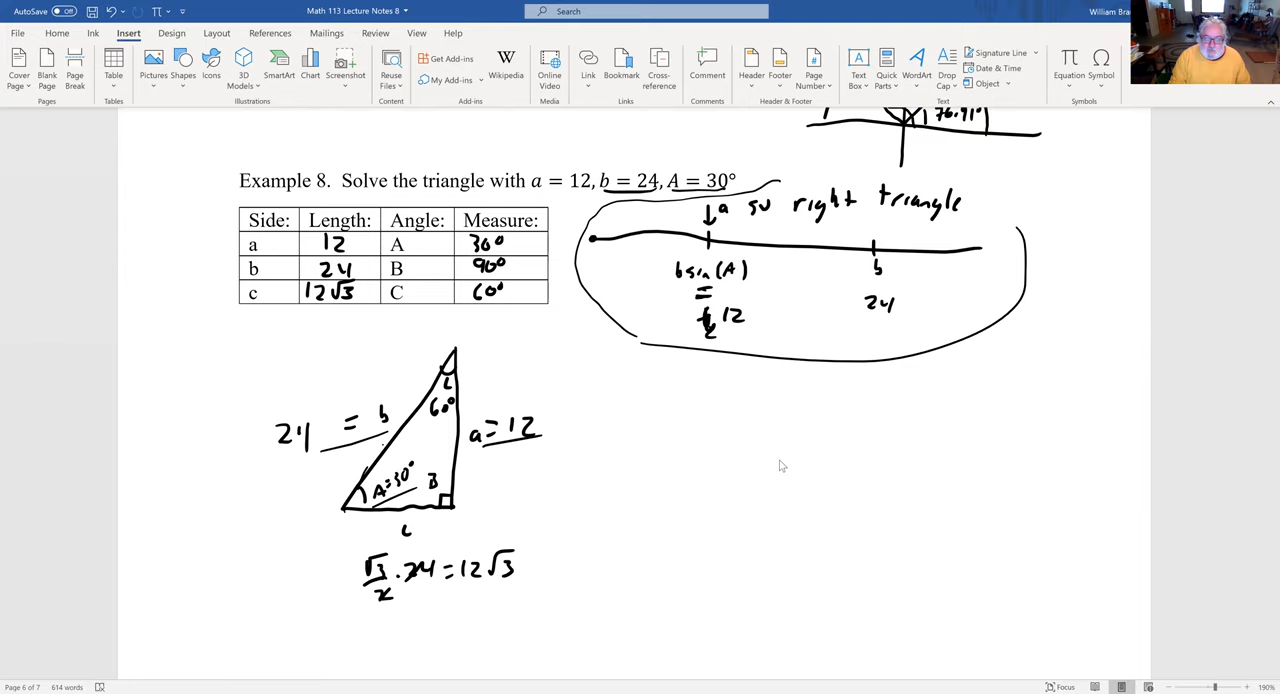 AutoSave Off Math 113 Lecture Notes 8 Search William Bra
File Home Insert Draw Design Layout References Mailings Review View Help
Cover Page Blank Page Page Break Table Pictures Shapes Icons 3D Models SmartArt Chart Screenshot Reuse Files Get Add-ins My Add-ins Wikipedia Online Video Link Bookmark Cross-reference Comment Header Footer Page Number Text Box Quick Parts WordArt Drop Cap Signature Line Date & Time Object Equation Symbol
Pages Tables Illustrations Content Add-ins Media Links Comments Header & Footer Text Symbols
76.91°
Example 8. Solve the triangle with a = 12, b = 24, A = 30°
a so right triangle
Side: Length: Angle: Measure:
a 12 A 30°
b 24 B 90°
c 12√3 C 60°
b sin(A)
=
12
b
24
60°
24 = b
a = 12
A = 30° B
c
√3/2 · 24 = 12√3
Page 6 of 7 614 words Focus 190%